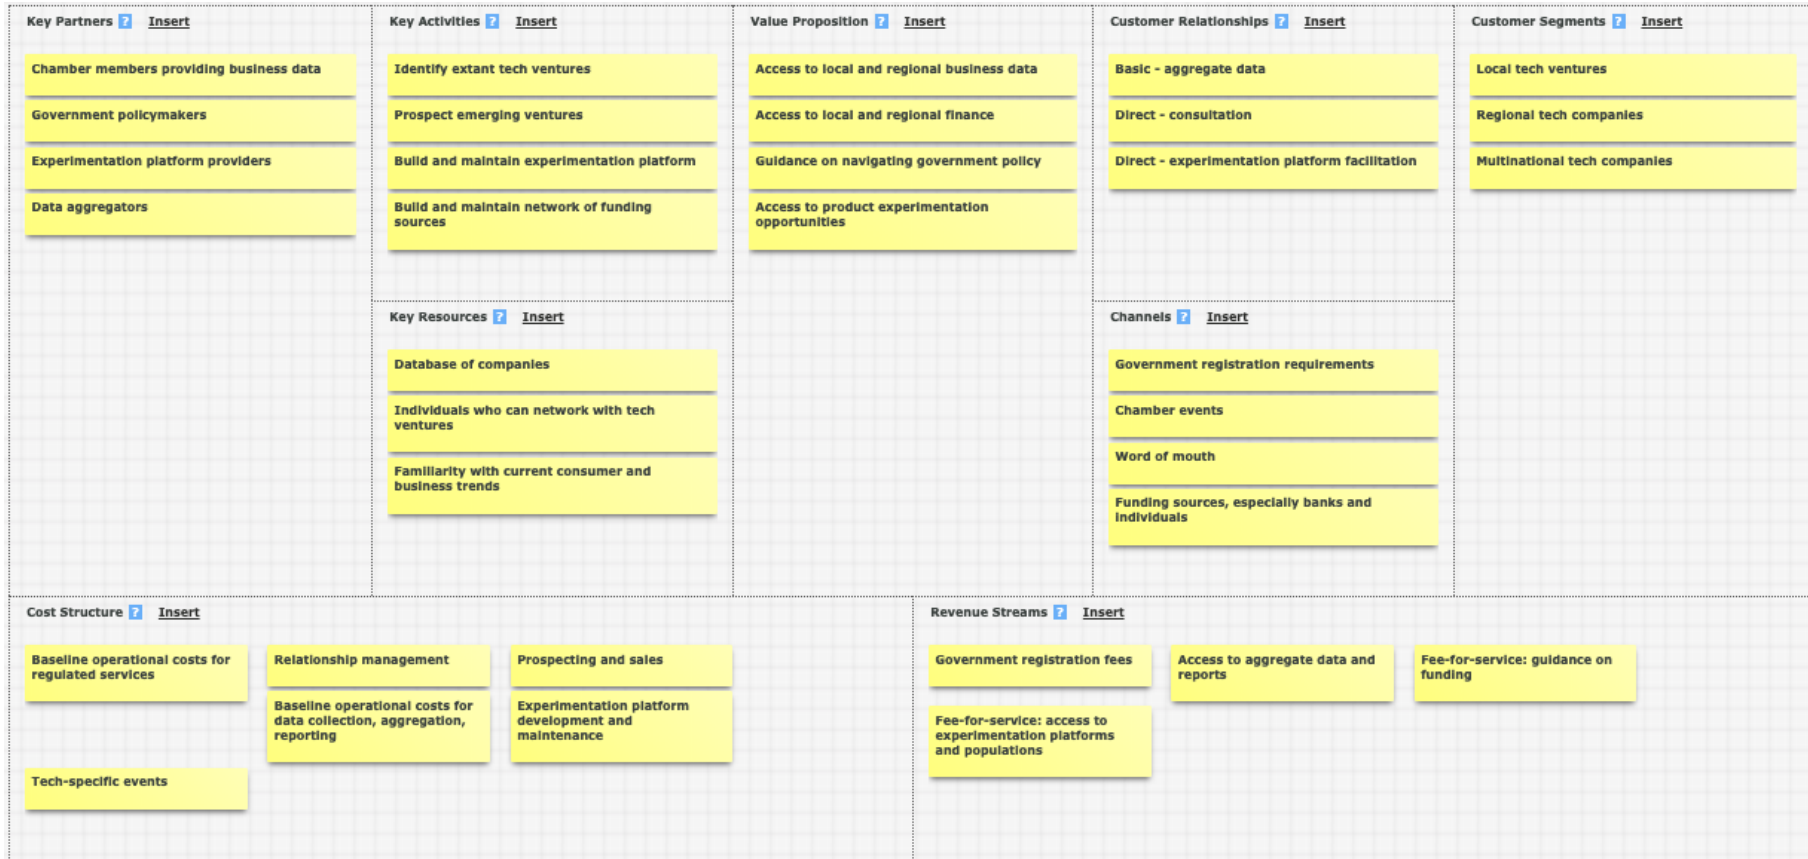 Key Partners ? Insert
Chamber members providing business data
Government policymakers
Experimentation platform providers
Data aggregators
Key Activities ? Insert
Identify extant tech ventures
Prospect emerging ventures
Build and maintain experimentation platform
Build and maintain network of funding
sources
Key Resources ? Insert
Database of companies
Individuals who can network with tech
ventures
Familiarity with current consumer and
business trends
Value Proposition ? Insert
Access to local and regional business data
Access to local and regional finance
Guidance on navigating government policy
Access to product experimentation
opportunities
Customer Relationships ? Insert
Basic - aggregate data
Direct - consultation
Direct - experimentation platform facilitation
Channels ? Insert
Government registration requirements
Chamber events
Word of mouth
Funding sources, especially banks and
individuals
Customer Segments ? Insert
Local tech ventures
Regional tech companies
Multinational tech companies
Cost Structure ? Insert
Baseline operational costs for
regulated services
Relationship management
Prospecting and sales
Baseline operational costs for
data collection, aggregation,
reporting
Experimentation platform
development and
maintenance
Tech-specific events
Revenue Streams ? Insert
Government registration fees
Access to aggregate data and
reports
Fee-for-service: guidance on
funding
Fee-for-service: access to
experimentation platforms
and populations